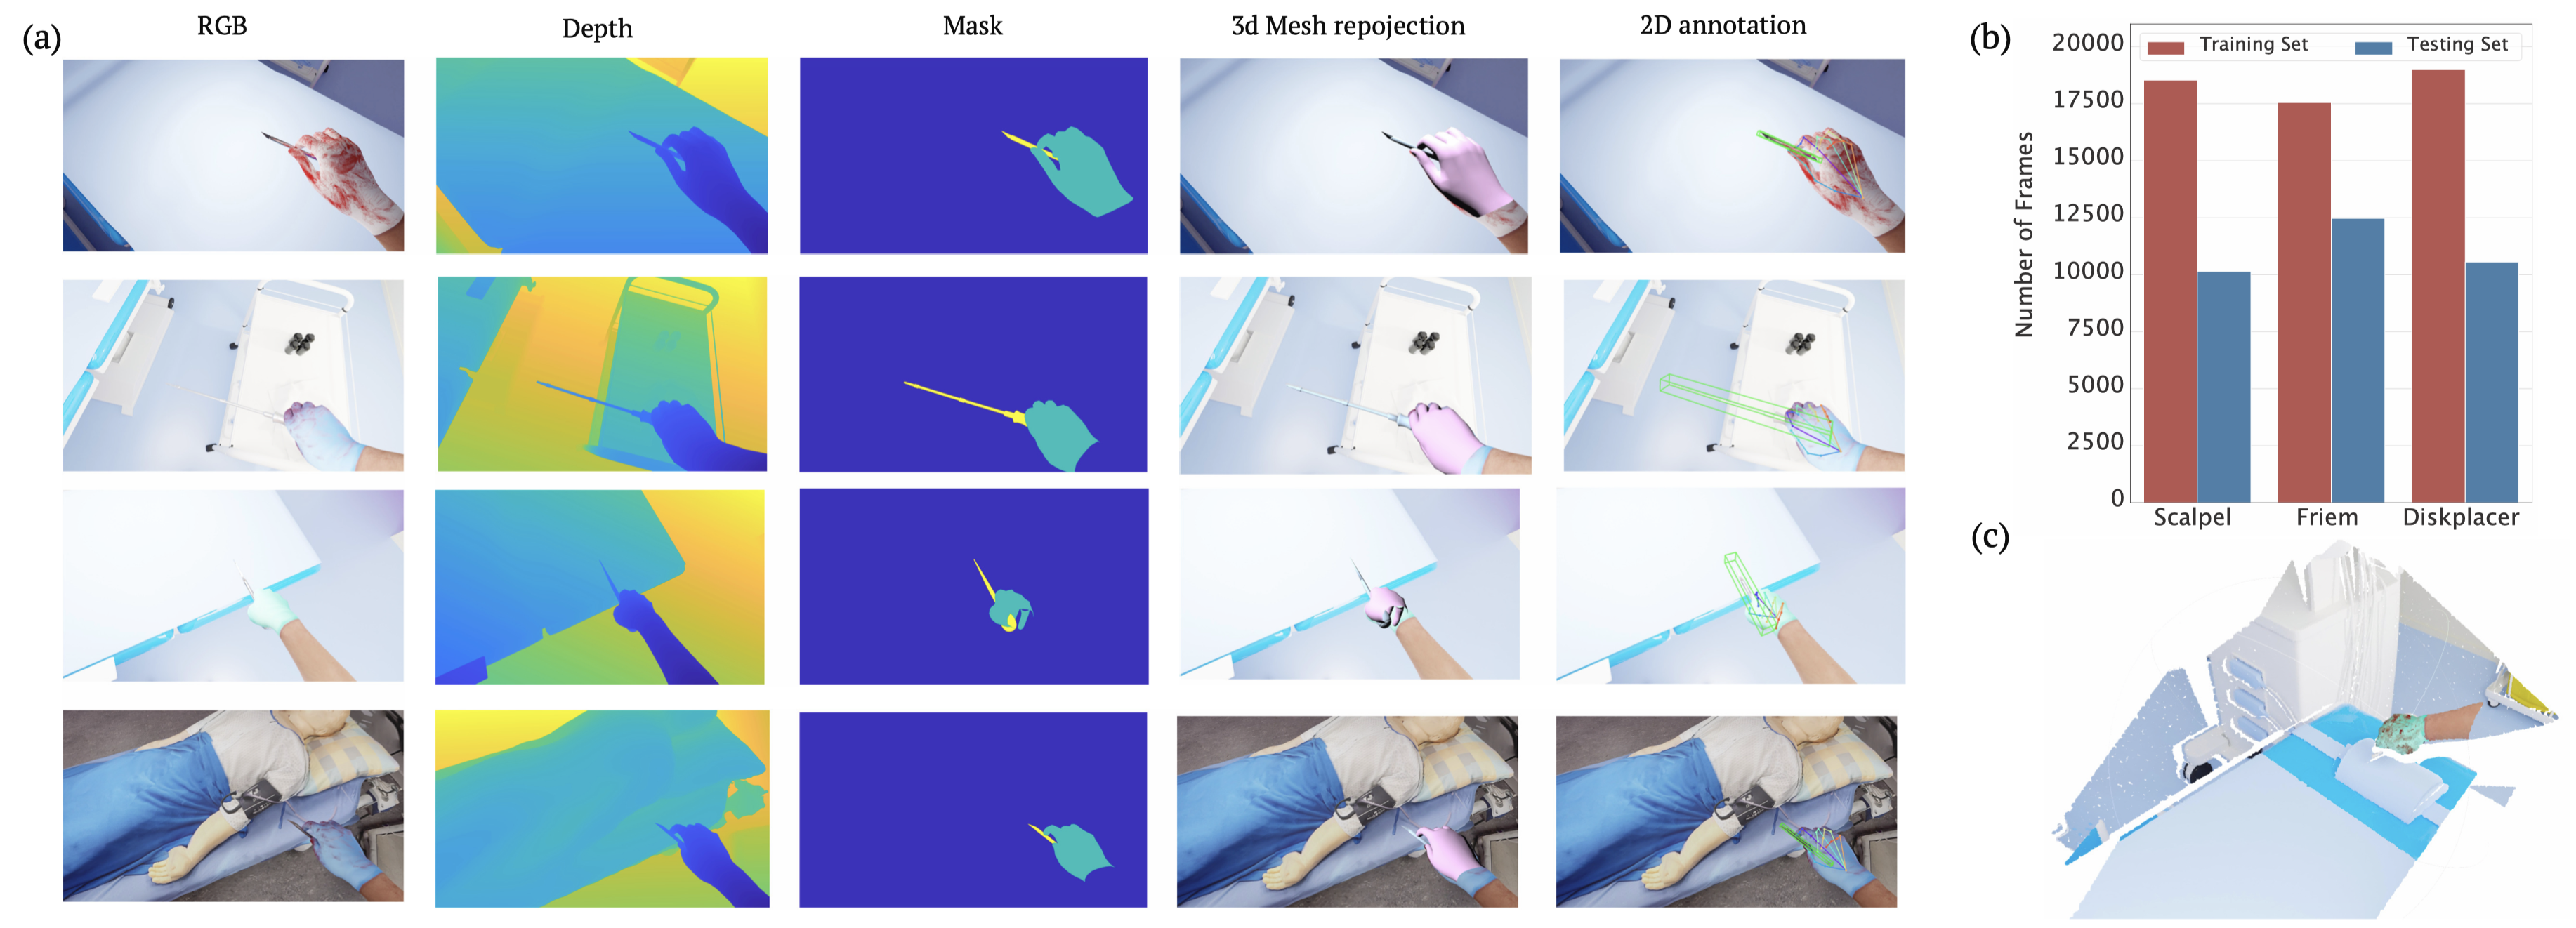 (a)
RGB
Depth
Mask
3d Mesh repojection
2D annotation
(b)
Training Set
Testing Set
Number of Frames
20000
17500
15000
12500
10000
7500
5000
2500
0
Scalpel
Friem
Diskplacer
(c)